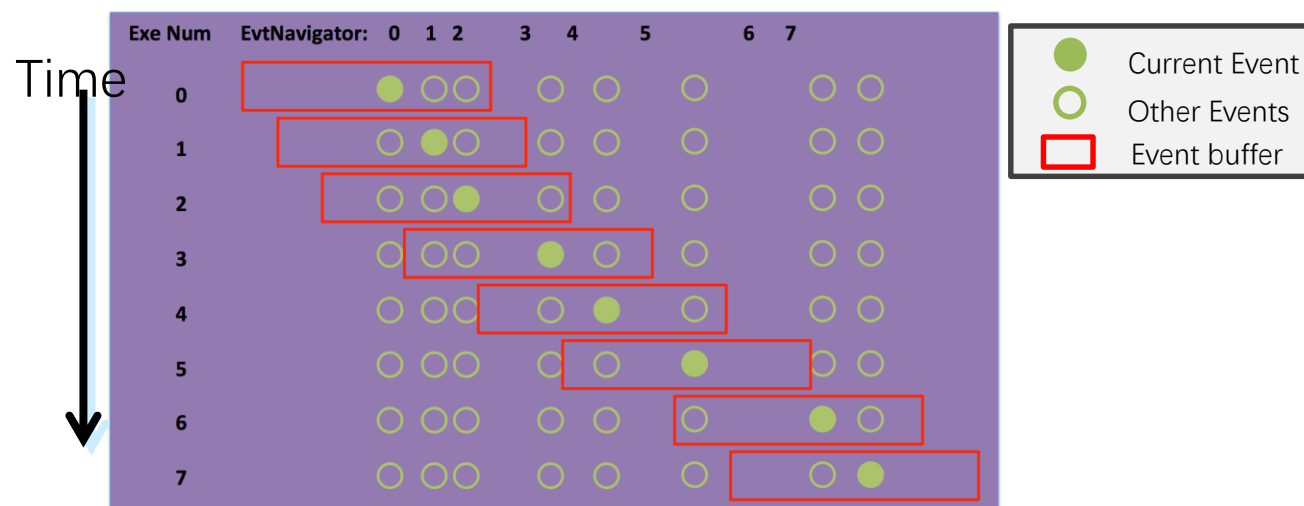 Exe Num EvtNavigator: 0 1 2 3 4 5 6 7
Time
0
1
2
3
4
5
6
7
Current Event
Other Events
Event buffer